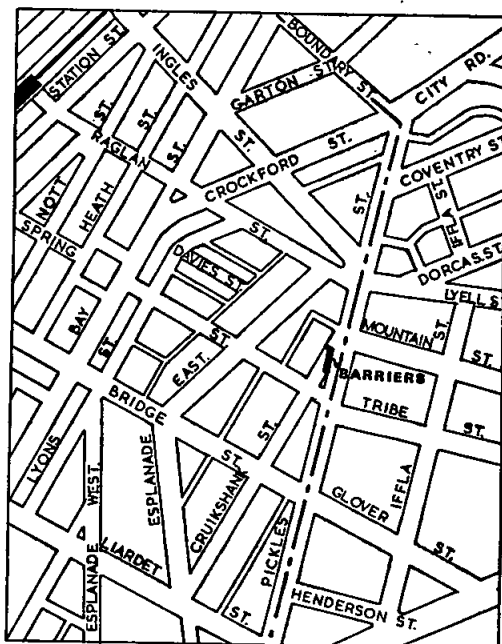 STATION ST.
INGLES
ST.
BOUNDRY ST.
GARTON ST.
CITY RD.
NOTT
ST.
HEATH
ST.
ST.
RAGLAN
ST.
CROCKFORD ST.
COVENTRY ST.
IFFLA ST.
DORCAS ST.
LYELL S
SPRING
ST.
DAVIES ST.
BAY
ST.
MOUNTAIN
ST.
ST.
BARRIERS
EAST.
TRIBE
ST.
BRIDGE
ST.
LYONS
ESPLANADE
WEST.
ESPLANADE
CRUIKSHANK
ST.
PICKLES
ST.
GLOVER
ST.
IFFLA
LIARDET
ST.
HENDERSON ST.